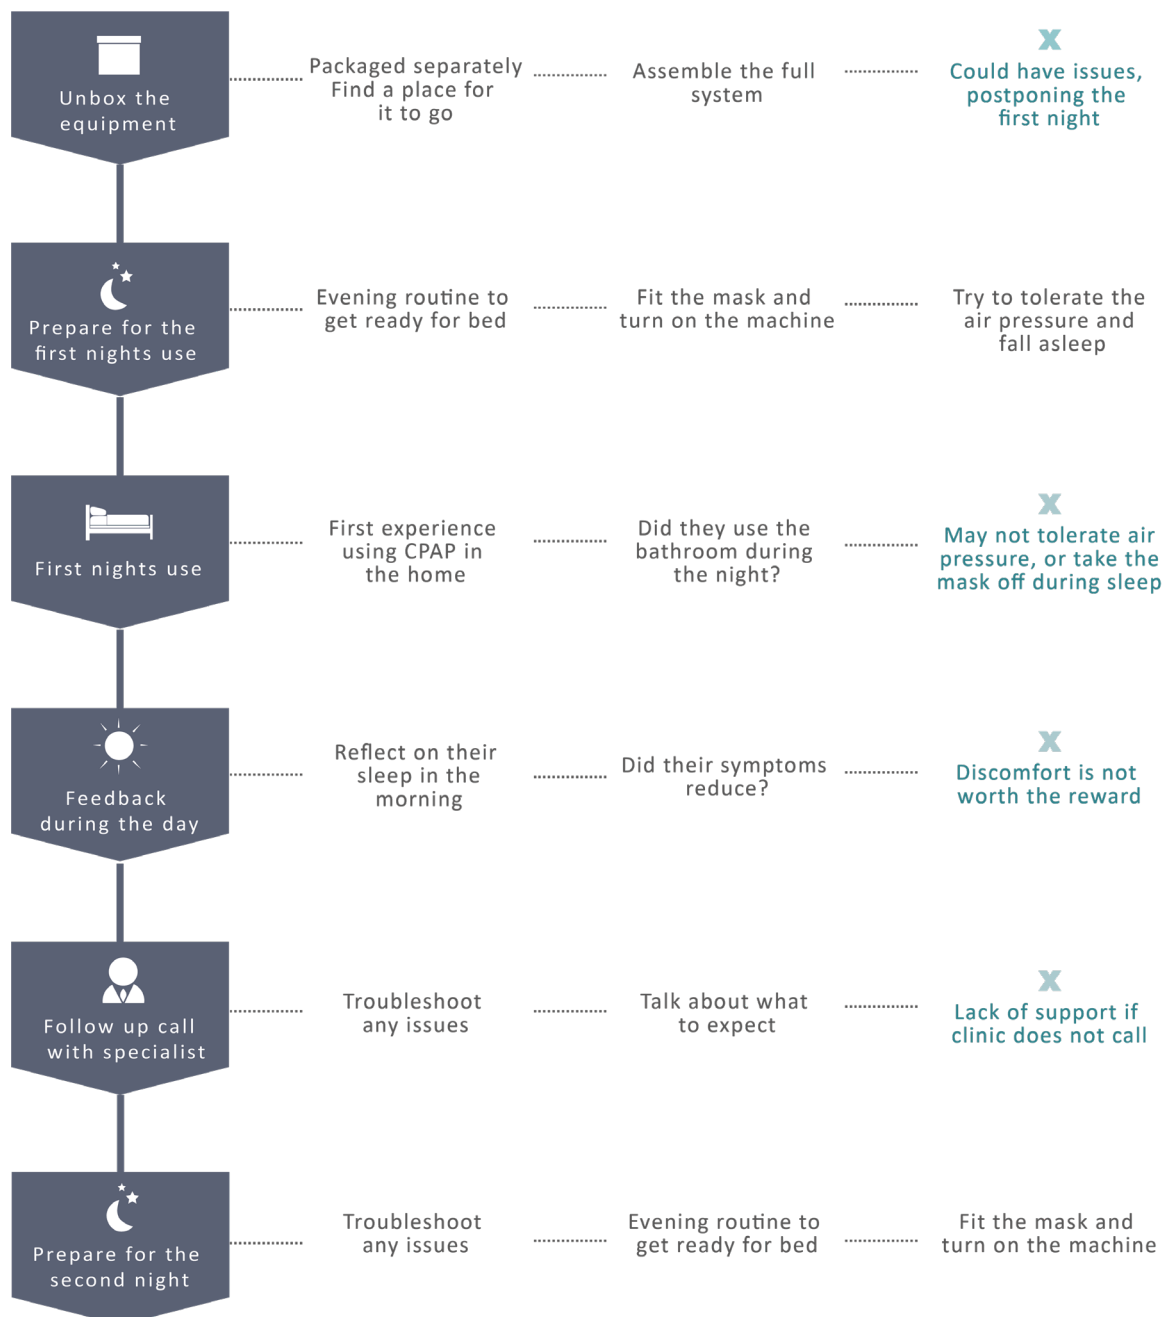 Unbox the
equipment
Packaged separately
Find a place for
it to go
Assemble the full
system
X
Could have issues,
postponing the
first night
Prepare for the
first nights use
Evening routine to
get ready for bed
Fit the mask and
turn on the machine
Try to tolerate the
air pressure and
fall asleep
First nights use
First experience
using CPAP in
the home
Did they use the
bathroom during
the night?
X
May not tolerate air
pressure, or take the
mask off during sleep
Feedback
during the day
Reflect on their
sleep in the
morning
Did their symptoms
reduce?
X
Discomfort is not
worth the reward
Follow up call
with specialist
Troubleshoot
any issues
Talk about what
to expect
X
Lack of support if
clinic does not call
Prepare for the
second night
Troubleshoot
any issues
Evening routine to
get ready for bed
Fit the mask and
turn on the machine